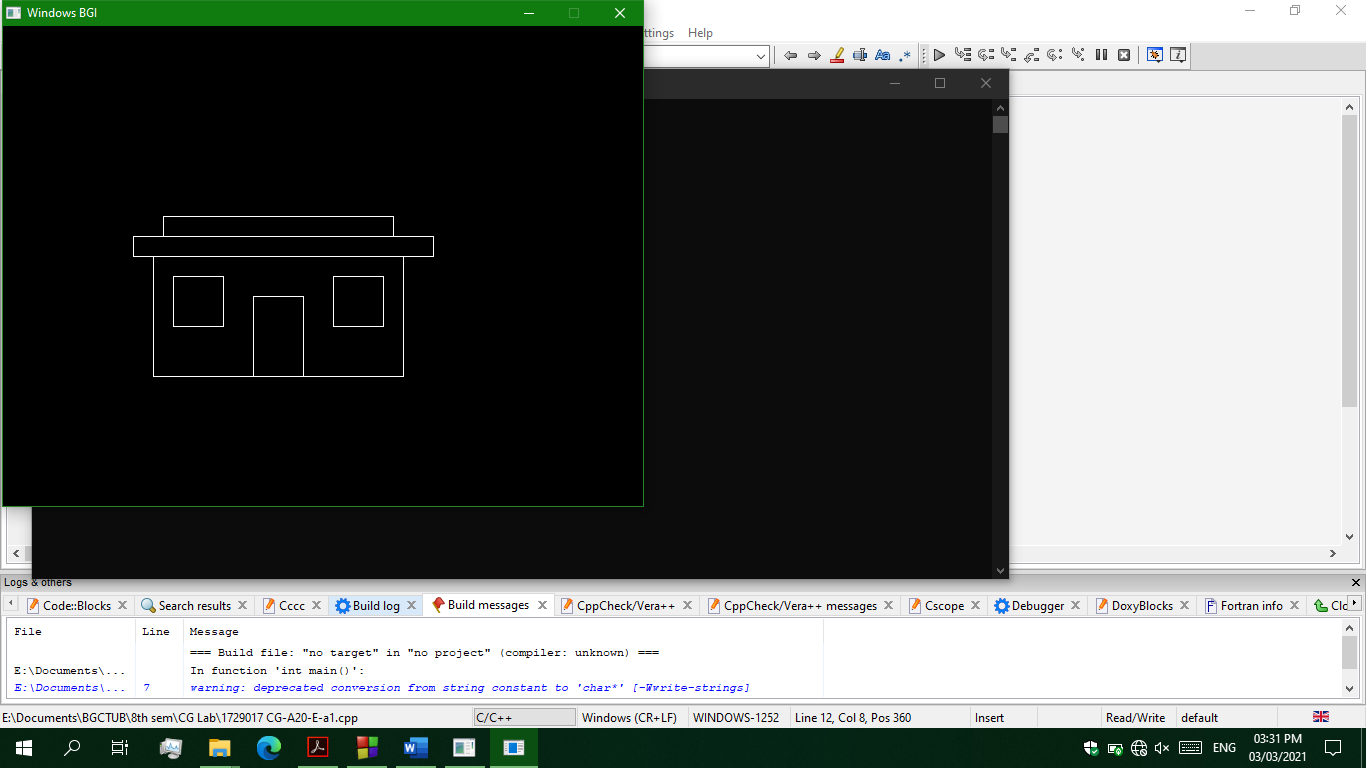 Windows BGI
ttings Help
Logs & others
Code::Blocks Search results Cccc Build log Build messages CppCheck/Vera++ CppCheck/Vera++ messages Cscope Debugger DoxyBlocks Fortran info Clo
File Line Message
=== Build file: "no target" in "no project" (compiler: unknown) ===
E:\Documents\... In function 'int main()':
E:\Documents\... 7 warning: deprecated conversion from string constant to 'char*' [-Wwrite-strings]
E:\Documents\BGCTUB\8th sem\CG Lab\1729017 CG-A20-E-a1.cpp C/C++ Windows (CR+LF) WINDOWS-1252 Line 12, Col 8, Pos 360 Insert Read/Write default
ENG 03:31 PM
03/03/2021